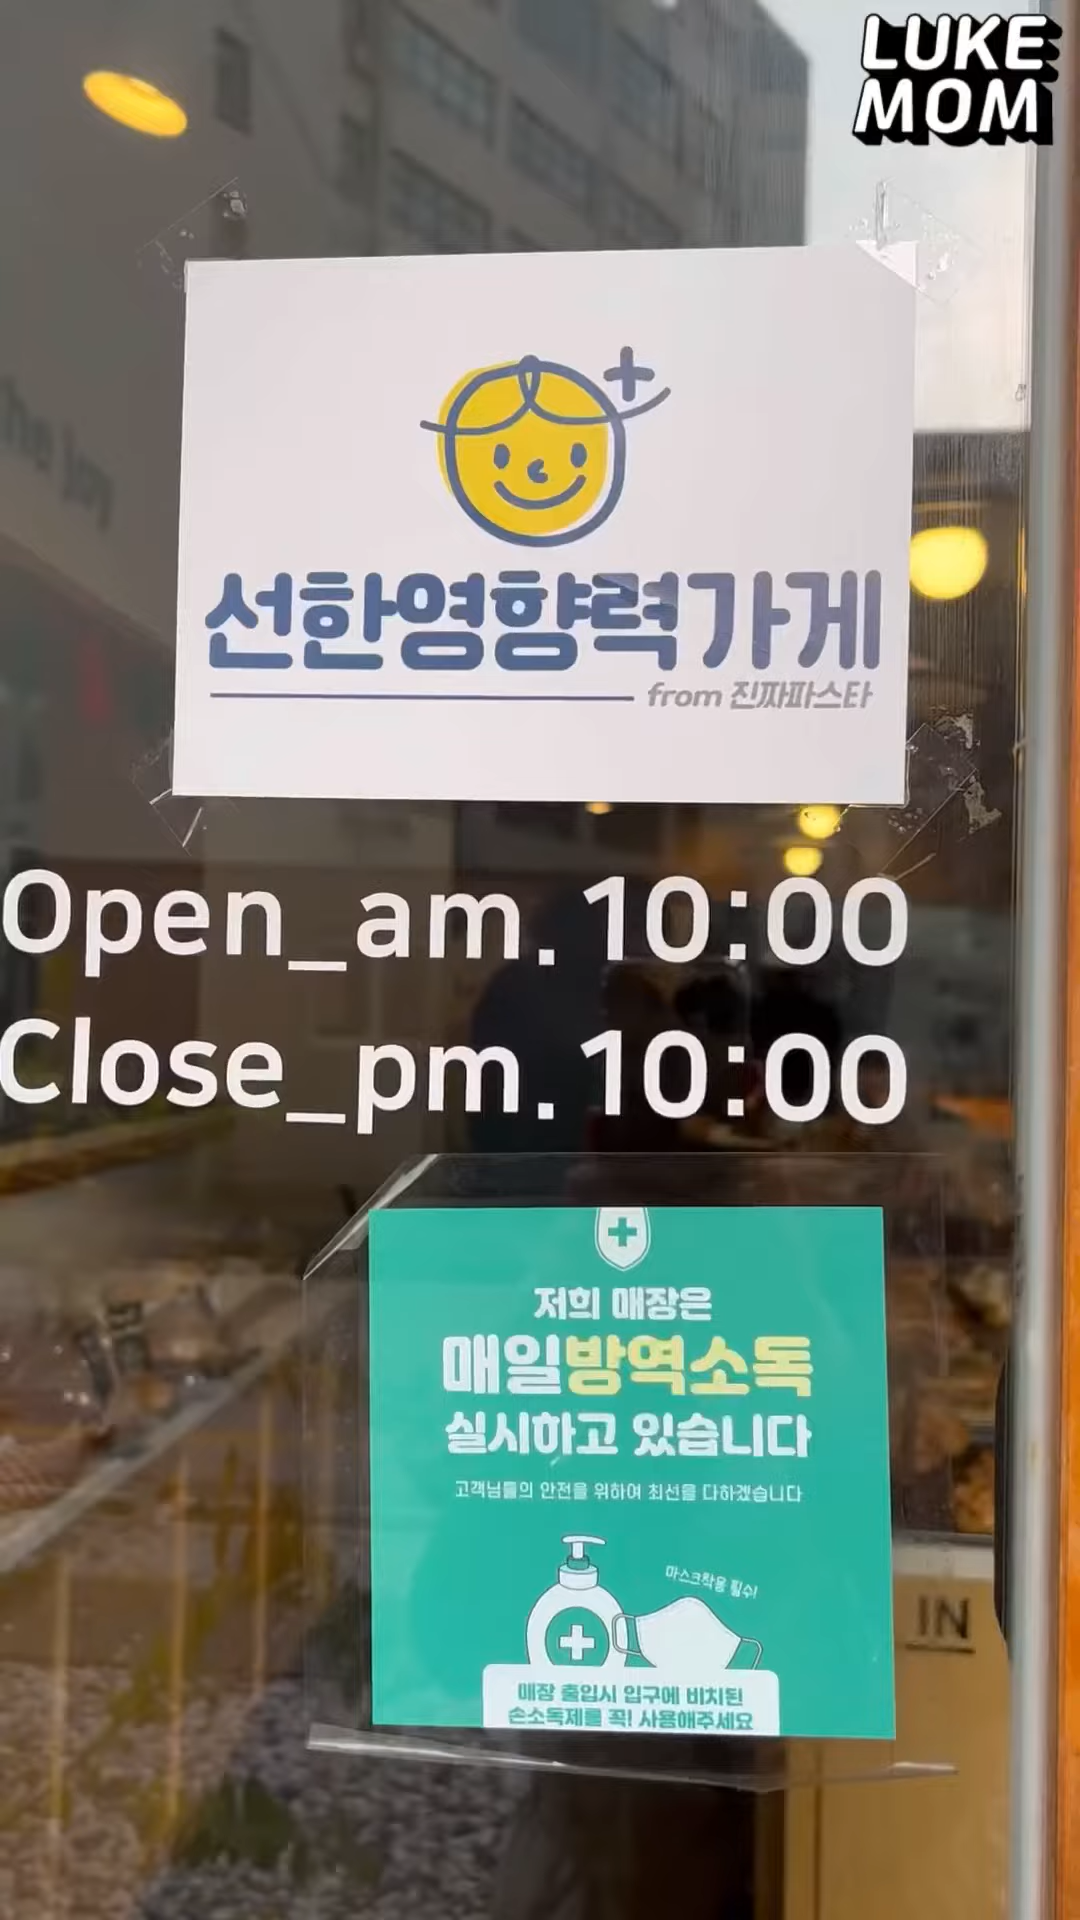 LUKE
MOM
선한영향력가게
from 진짜파스타
Open_am. 10:00
Close_pm. 10:00
저희 매장은
매일방역소독
실시하고 있습니다
고객님들의 안전을 위하여 최선을 다하겠습니다
마스크착용 필수!
매장 출입시 입구에 비치된
손소독제를 꼭! 사용해주세요
IN